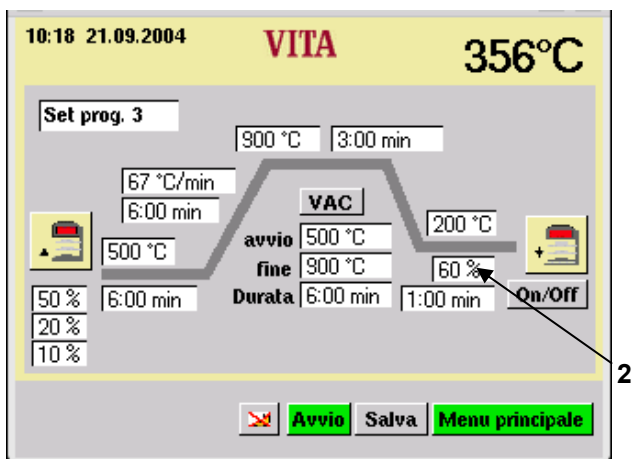 10:18 21.09.2004 VITA 356°C
Set prog. 3
900 °C 3:00 min
67 °C/min
6:00 min VAC
200 °C
500 °C avvio 500 °C
fine 900 °C 60 %
50 % 6:00 min Durata 6:00 min 1:00 min On/Off
20 %
10 %
2
Avvio Salva Menu principale